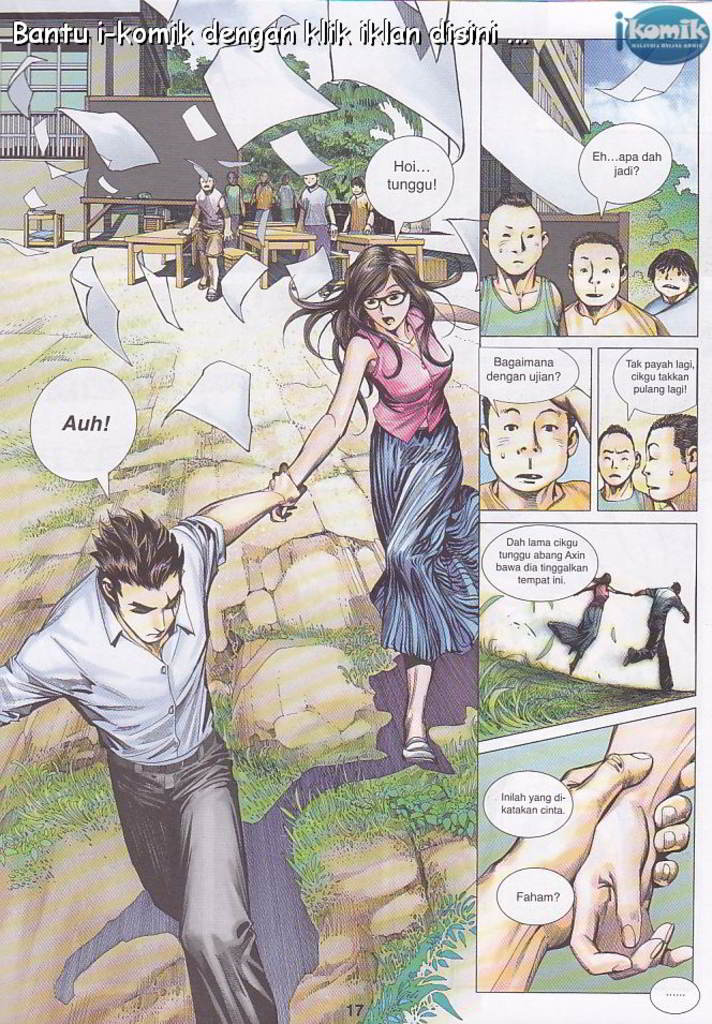 Bantu i-komik dengan klik iklan disini ...
ikomik
Hoi...
tunggu!
Auh!
Eh...apa dah
jadi?
Bagaimana
dengan ujian?
Tak payah lagi,
cikgu takkan
pulang lagi!
Dah lama cikgu
tunggu abang Axin
bawa dia tinggalkan
tempat ini.
Inilah yang di-
katakan cinta.
Faham?
......
17